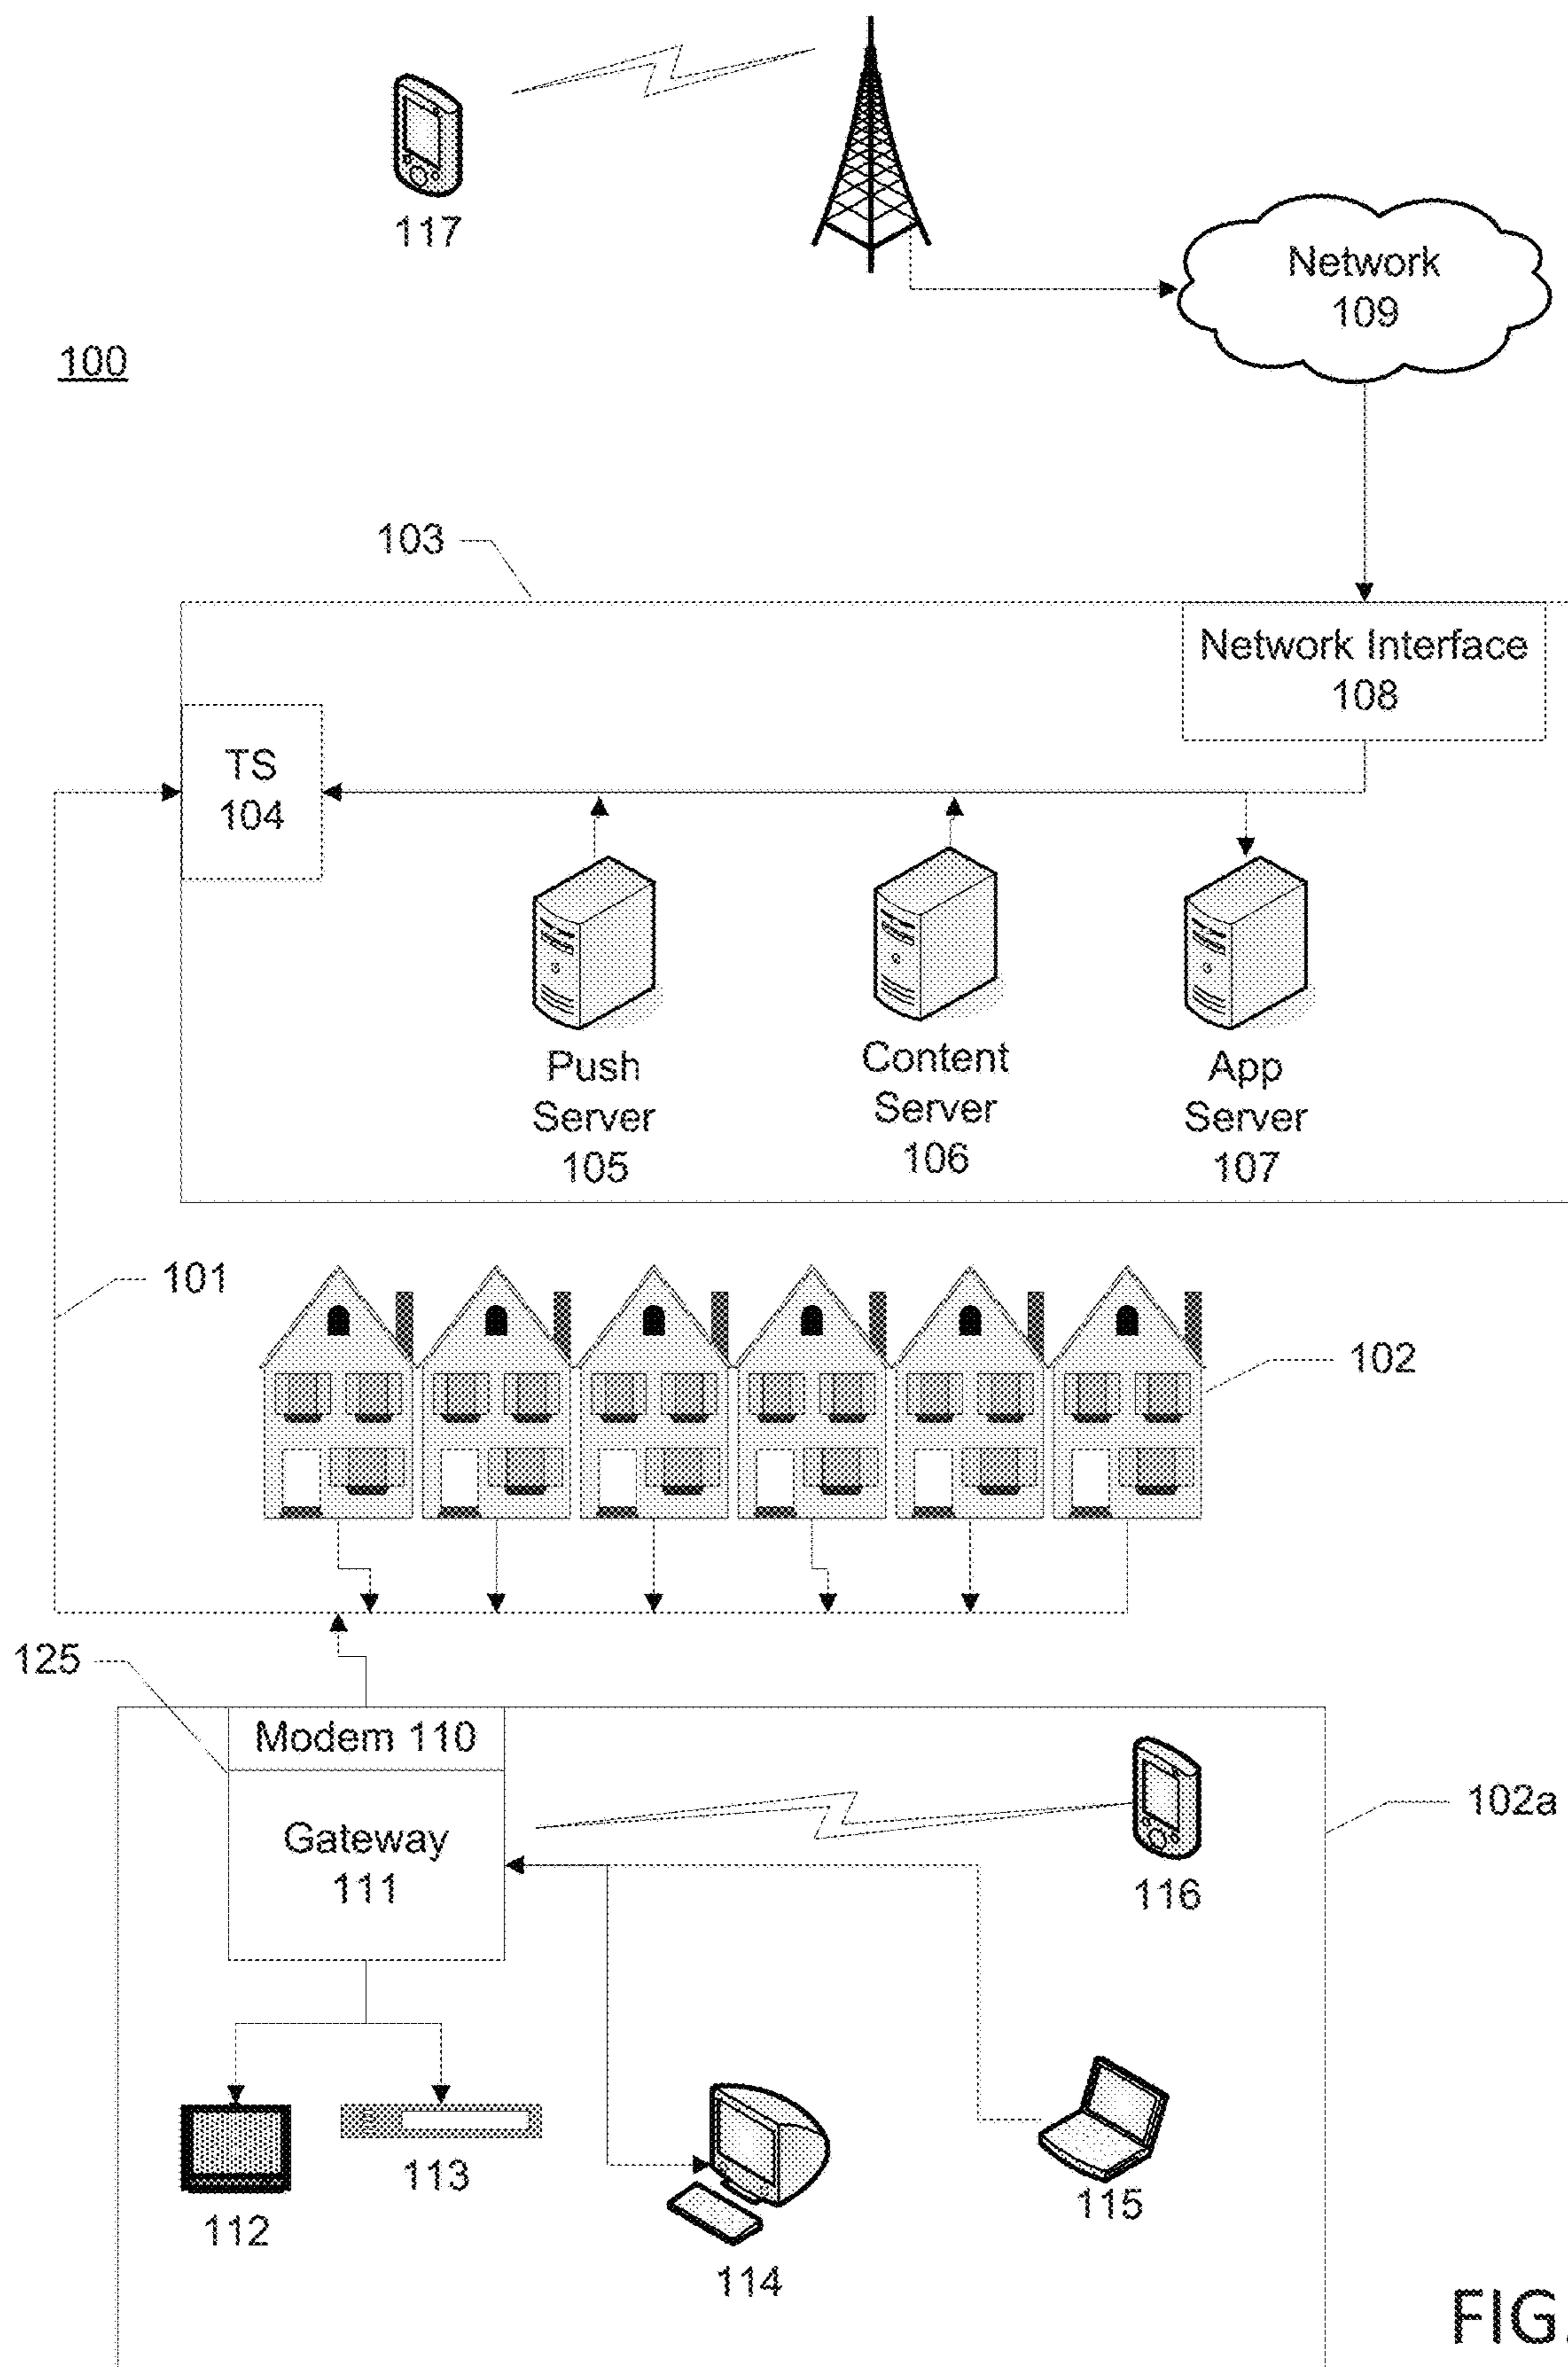 117
Network
109
100
103
Network Interface
108
TS
104
Push
Server
105
Content
Server
106
App
Server
107
101
102
125
Modem 110
Gateway
111
116
102a
112
113
114
115
FIG.